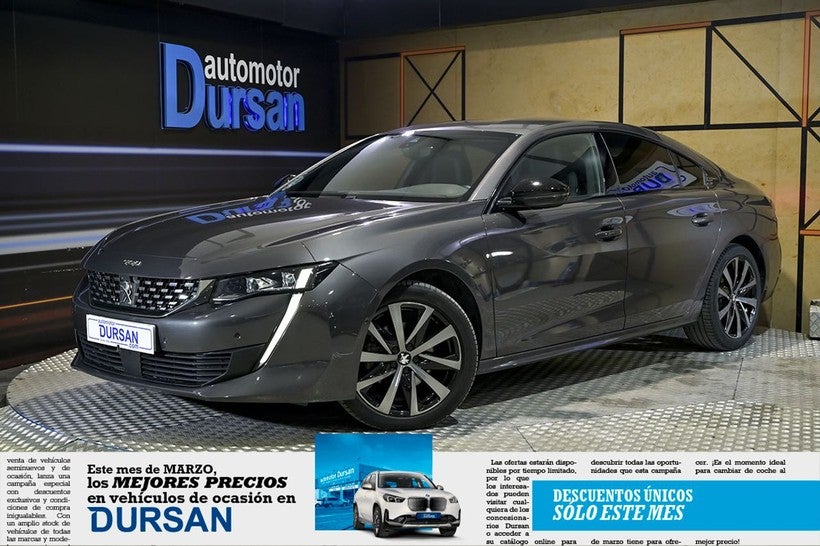 automotor
Dursan
508
automotor
DURSAN
.com
venta de vehículos
seminuevos y de
ocasión, lanza una
campaña especial
con descuentos
exclusivos y condi-
ciones de compra
inigualables. Con
un amplio stock de
vehículos de todas
las marcas y mode-
Este mes de MARZO,
los MEJORES PRECIOS
en vehículos de ocasión en
DURSAN
automotor Dursan
Las ofertas estarán dispo-
nibles por tiempo limitado,
por lo que
los interesa-
dos pueden
visitar cual-
quiera de los
concesiona-
rios Dursan
o acceder a
su catálogo online para
descubrir todas las oportu-
nidades que esta campaña
de marzo tiene para ofre-
cer. ¡Es el momento ideal
para cambiar de coche al
mejor precio!
DESCUENTOS ÚNICOS
SÓLO ESTE MES